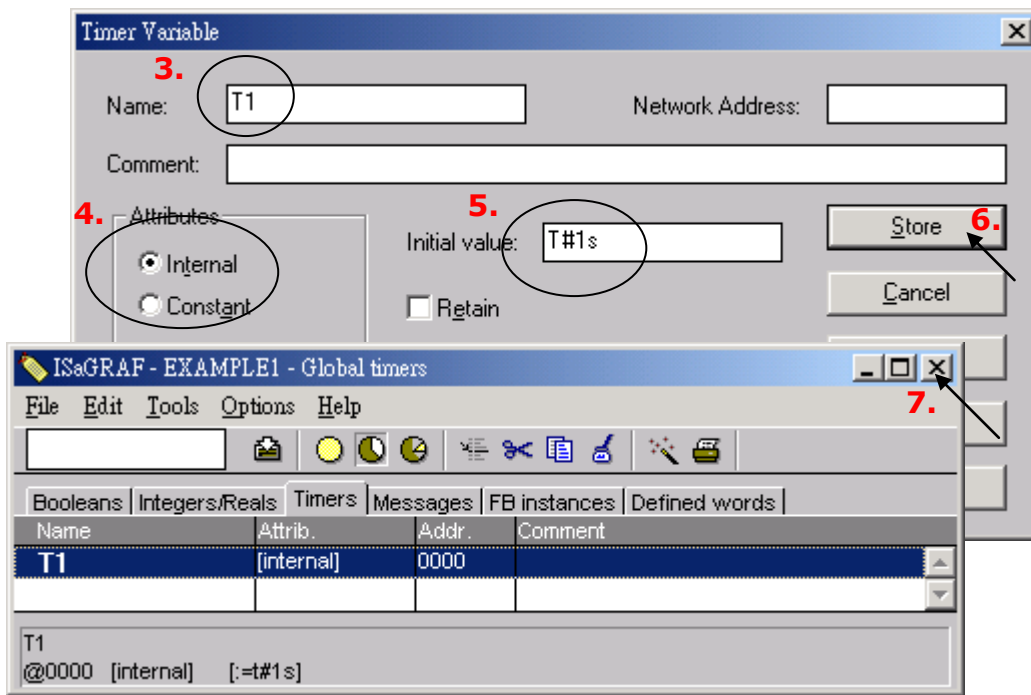 Timer Variable
3.
Name: T1 Network Address:
Comment:
4. Attributes
Internal
Constant
5.
Initial value: T#1s
Retain
Store 6.
Cancel
ISaGRAF - EXAMPLE1 - Global timers
7.
File Edit Tools Options Help
Booleans Integers/Reals Timers Messages FB instances Defined words
Name Attrib. Addr. Comment
T1 [internal] 0000
T1
@0000 [internal] [:=t#1s]